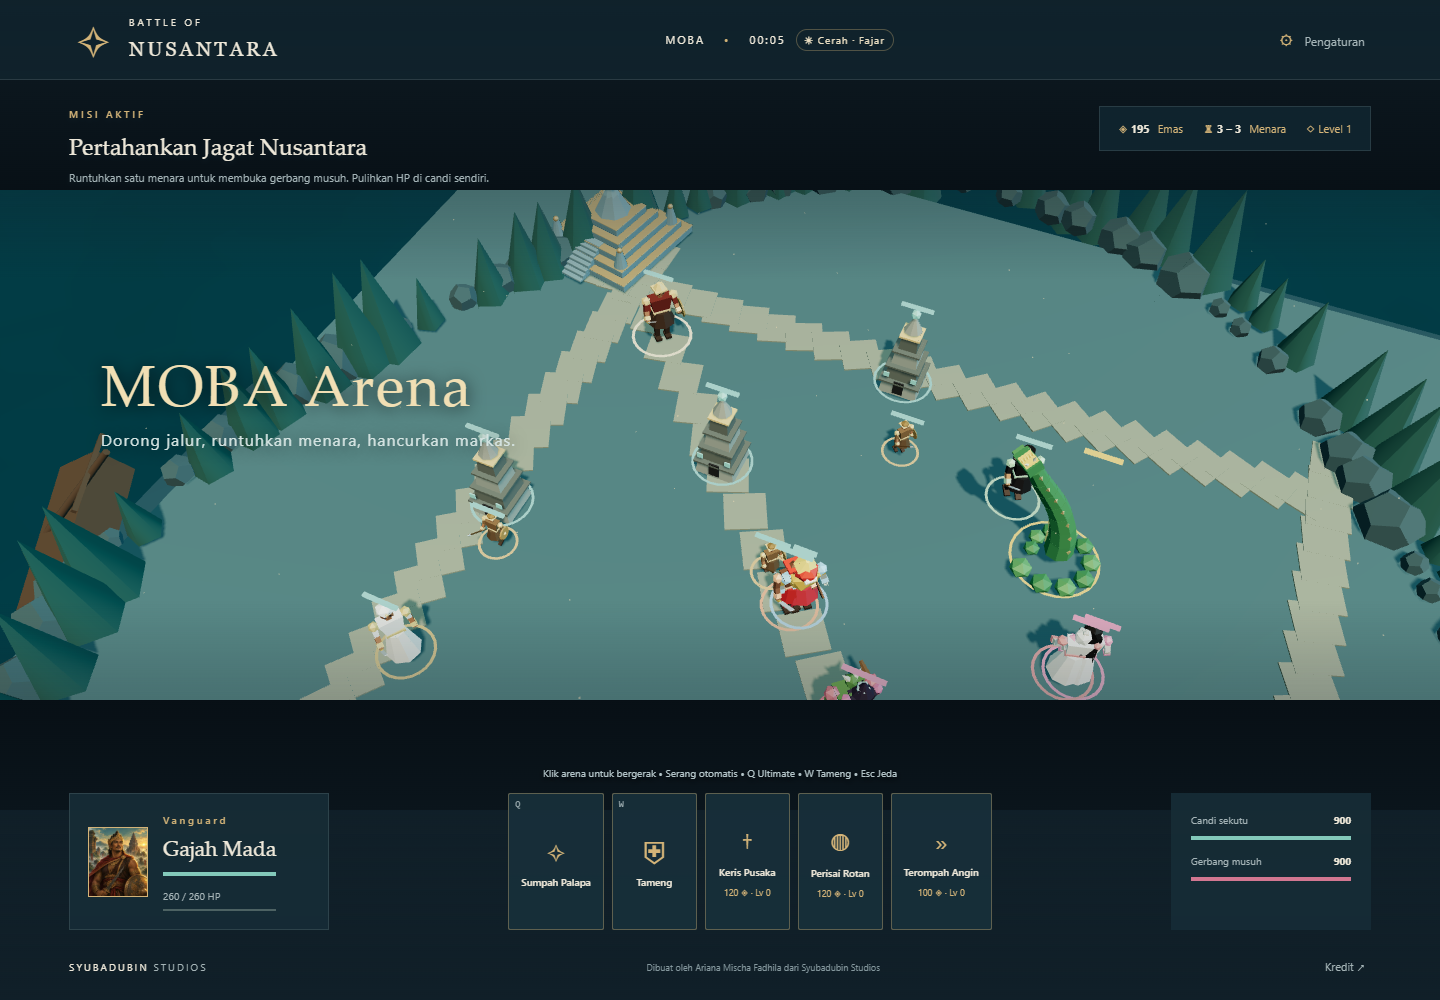 BATTLE OF
NUSANTARA
MOBA • 00:05 Cerah · Fajar
Pengaturan
MISI AKTIF
Pertahankan Jagat Nusantara
Runtuhkan satu menara untuk membuka gerbang musuh. Pulihkan HP di candi sendiri.
195 Emas 3 – 3 Menara Level 1
MOBA Arena
Dorong jalur, runtuhkan menara, hancurkan markas.
Klik arena untuk bergerak • Serang otomatis • Q Ultimate • W Tameng • Esc Jeda
Vanguard
Gajah Mada
260 / 260 HP
Q
Sumpah Palapa
W
Tameng
Keris Pusaka
120 ◈ · Lv 0
Perisai Rotan
120 ◈ · Lv 0
Terompah Angin
100 ◈ · Lv 0
Candi sekutu 900
Gerbang musuh 900
SYUBADUBIN STUDIOS
Dibuat oleh Ariana Mischa Fadhila dari Syubadubin Studios
Kredit ↗